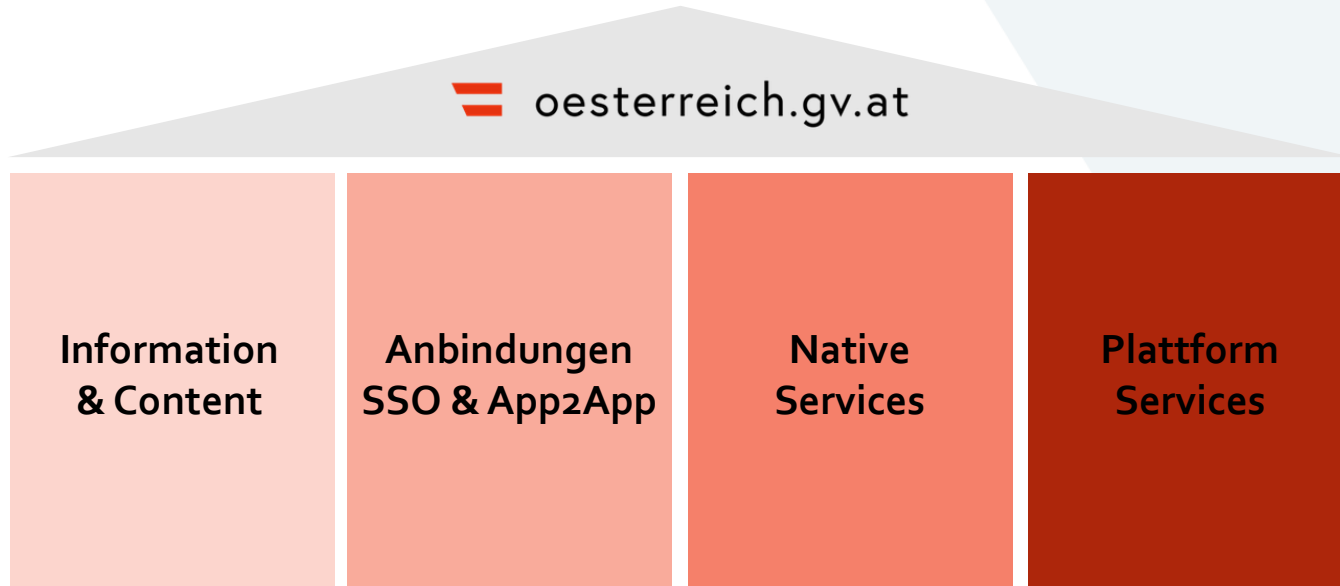 oesterreich.gv.at
Information
& Content
Anbindungen
SSO & App2App
Native
Services
Plattform
Services